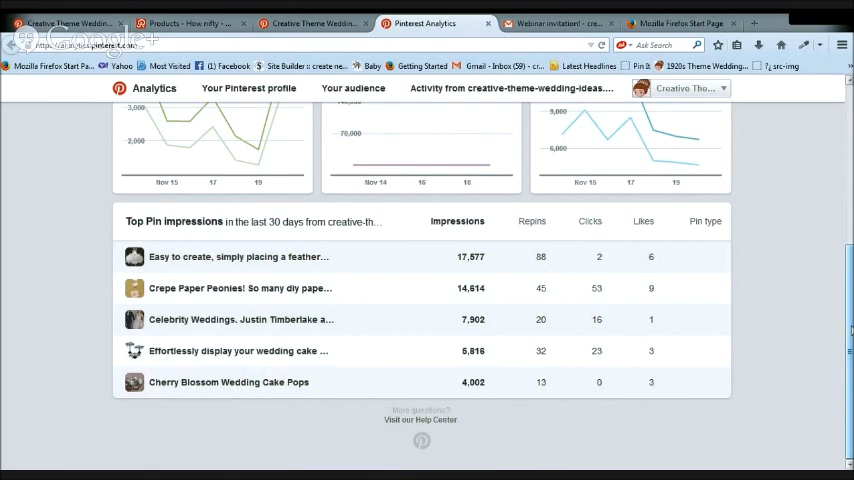 Creative Theme Weddin... Products - How nifty - ... Creative Theme Weddin... Pinterest Analytics Webinar invitation! - cre... Mozilla Firefox Start Page
Google+
https://analytics.pinterest.com Ask Search
Mozilla Firefox Start Pa... Yahoo Most Visited (1) Facebook Site Builder :: create ne... Baby Getting Started Gmail - Inbox (59) - cr... Latest Headlines Pin It 1920s Theme Wedding... ?¿ src-img
Analytics Your Pinterest profile Your audience Activity from creative-theme-wedding-ideas.... Creative The...
3,000
2,000
Nov 15 17 19
70,000
Nov 14 16 18
9,000
6,000
Nov 15 17 19
Top Pin impressions in the last 30 days from creative-th... Impressions Repins Clicks Likes Pin type
Easy to create, simply placing a feather... 17,577 88 2 6
Crepe Paper Peonies! So many diy pape... 14,614 45 53 9
Celebrity Weddings. Justin Timberlake a... 7,902 20 16 1
Effortlessly display your wedding cake ... 5,816 32 23 3
Cherry Blossom Wedding Cake Pops 4,002 13 0 3
More questions?
Visit our Help Center